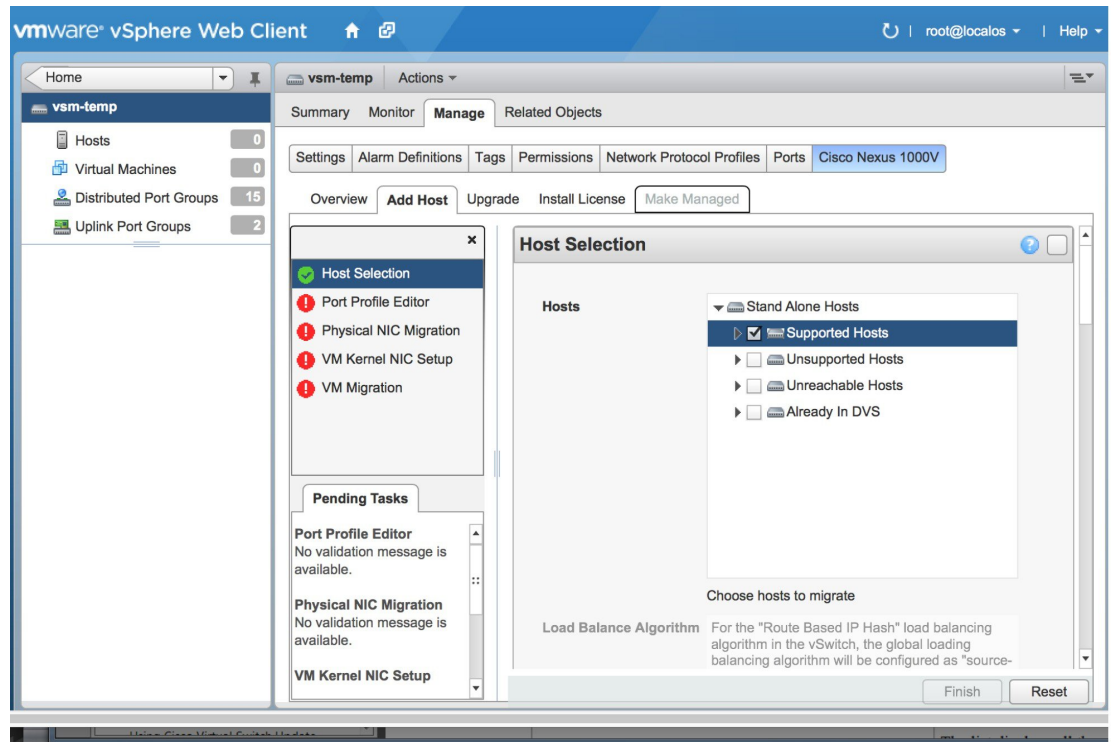 vmware® vSphere Web Client
root@localos
Help
Home
vsm-temp
Actions
vsm-temp
Hosts 0
Virtual Machines 0
Distributed Port Groups 15
Uplink Port Groups 2
Summary Monitor Manage Related Objects
Settings Alarm Definitions Tags Permissions Network Protocol Profiles Ports Cisco Nexus 1000V
Overview Add Host Upgrade Install License Make Managed
Host Selection
Port Profile Editor
Physical NIC Migration
VM Kernel NIC Setup
VM Migration
Pending Tasks
Port Profile Editor
No validation message is
available.
Physical NIC Migration
No validation message is
available.
VM Kernel NIC Setup
Host Selection
Hosts
Stand Alone Hosts
Supported Hosts
Unsupported Hosts
Unreachable Hosts
Already In DVS
Choose hosts to migrate
Load Balance Algorithm
For the "Route Based IP Hash" load balancing
algorithm in the vSwitch, the global loading
balancing algorithm will be configured as "source-
Finish Reset